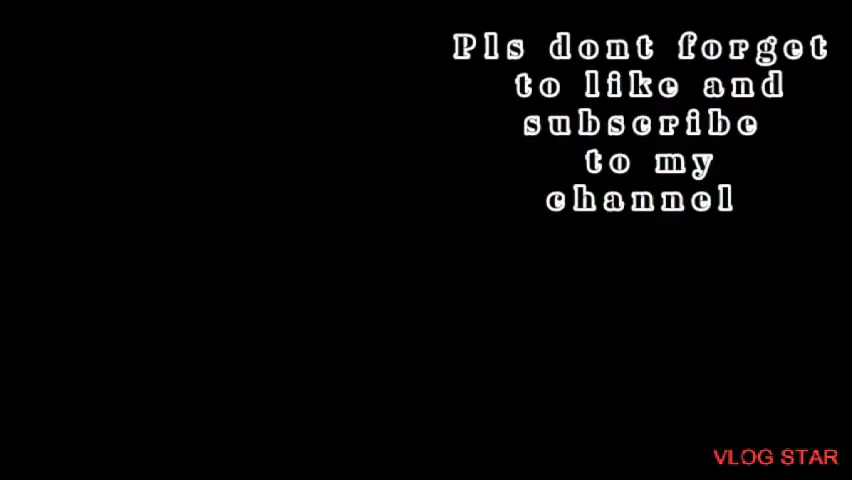 Pls dont forget
to like and
subscribe
to my
channel
VLOG STAR